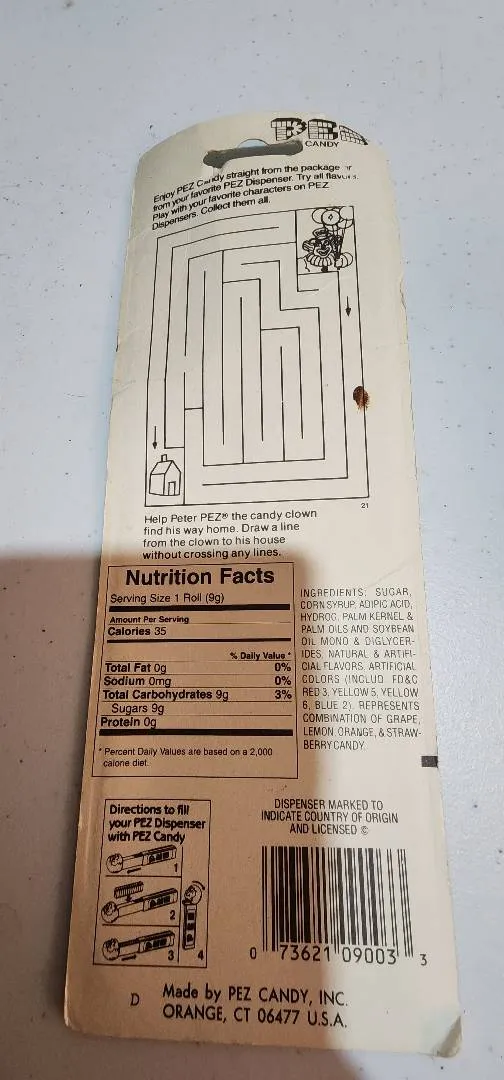 PEZ
CANDY
Enjoy PEZ Candy straight from the package or
from your favorite PEZ Dispenser. Try all flavors.
Play with your favorite characters on PEZ
Dispensers. Collect them all.
21
Help Peter PEZ® the candy clown
find his way home. Draw a line
from the clown to his house
without crossing any lines.
Nutrition Facts
Serving Size 1 Roll (9g)
Amount Per Serving
Calories 35
% Daily Value *
Total Fat 0g 0%
Sodium 0mg 0%
Total Carbohydrates 9g 3%
Sugars 9g
Protein 0g
* Percent Daily Values are based on a 2,000
calorie diet.
INGREDIENTS: SUGAR,
CORN SYRUP, ADIPIC ACID,
HYDROG. PALM KERNEL &
PALM OILS AND SOYBEAN
OIL MONO & DIGLYCER-
IDES, NATURAL & ARTIFI-
CIAL FLAVORS, ARTIFICIAL
COLORS (INCLUD. FD&C
RED 3, YELLOW 5, YELLOW
6, BLUE 2). REPRESENTS
COMBINATION OF GRAPE,
LEMON, ORANGE, & STRAW-
BERRY CANDY.
Directions to fill
your PEZ Dispenser
with PEZ Candy
1
2
3
4
DISPENSER MARKED TO
INDICATE COUNTRY OF ORIGIN
AND LICENSED ©
0 73621 09003 3
D
Made by PEZ CANDY, INC.
ORANGE, CT 06477 U.S.A.